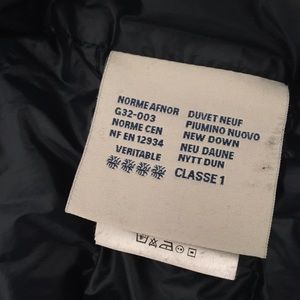 NORME AFNOR
G32-003
NORME CEN
NF EN 12934
VERITABLE
DUVET NEUF
PIUMINO NUOVO
NEW DOWN
NEU DAUNE
NYTT DUN
CLASSE 1